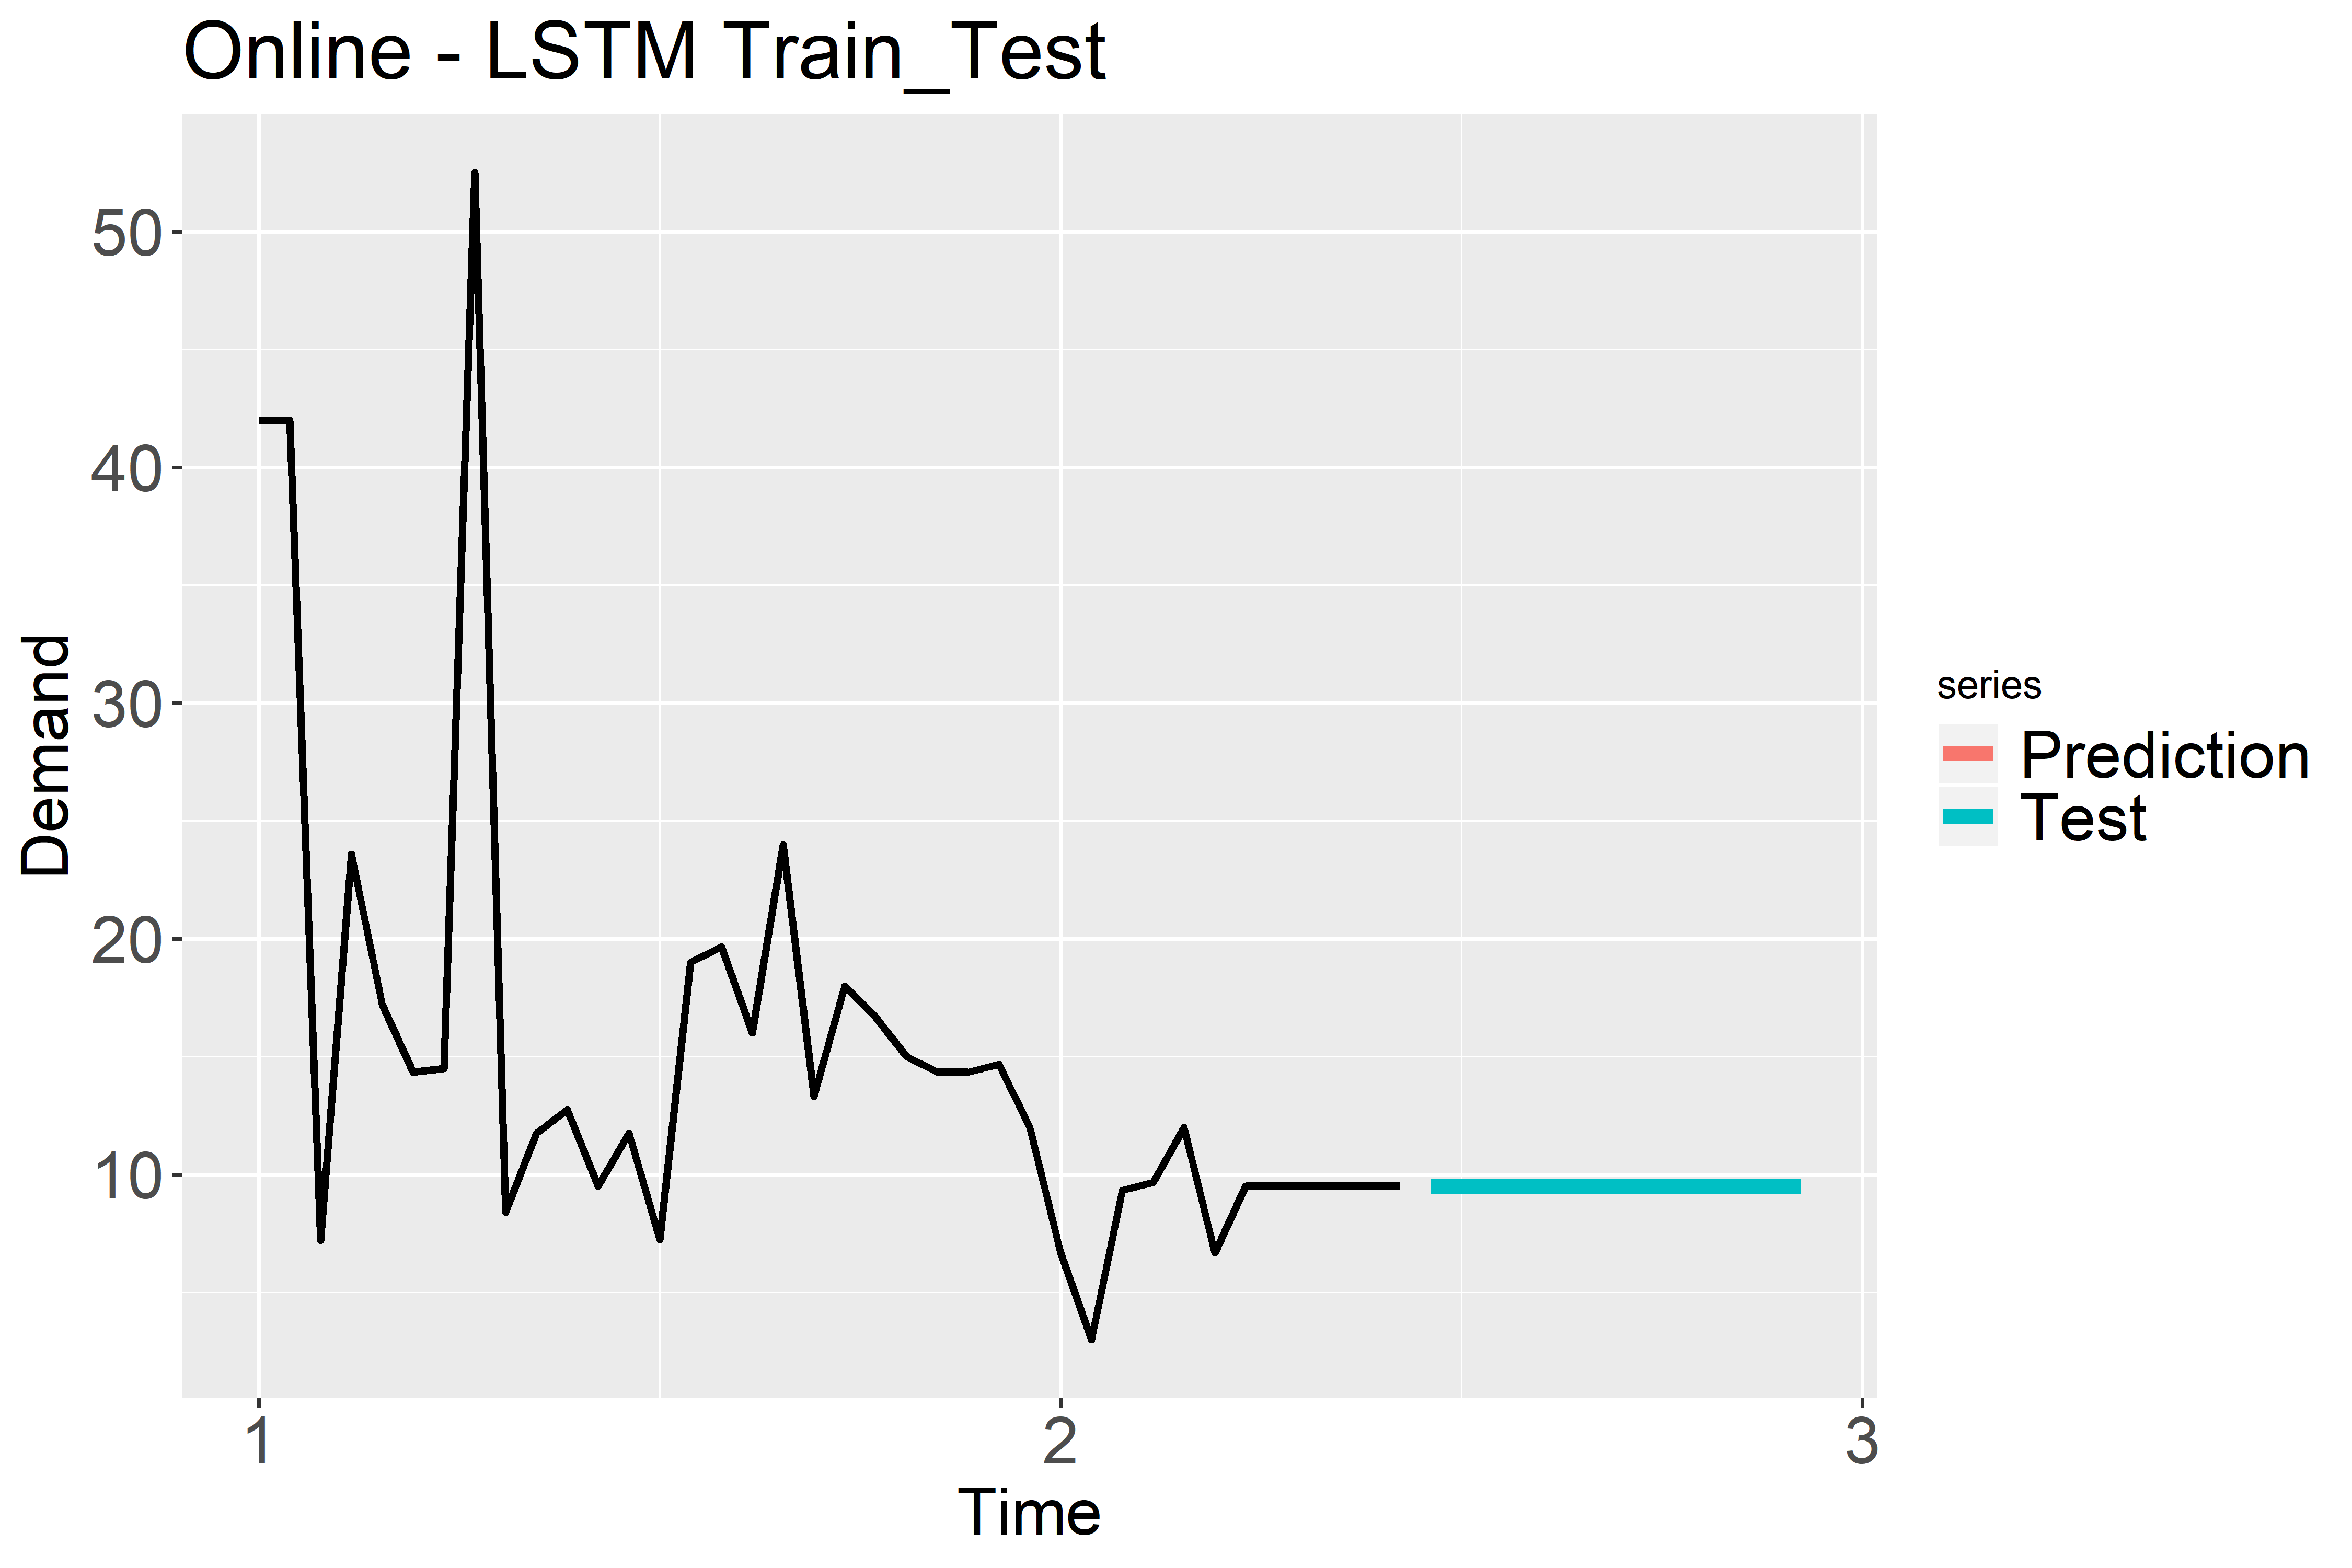 Online - LSTM Train_Test
50
40
30
20
10
Demand
1
2
3
Time
series
Prediction
Test